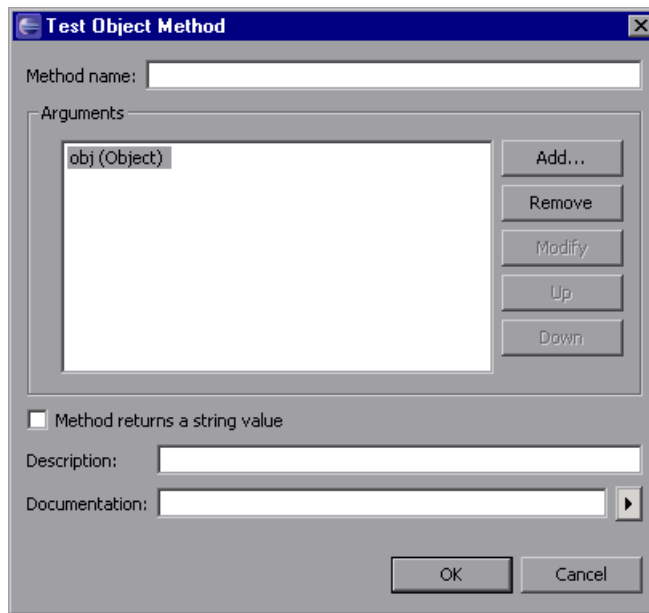 Test Object Method
Method name:
Arguments
obj (Object)
Add...
Remove
Modify
Up
Down
Method returns a string value
Description:
Documentation:
OK
Cancel